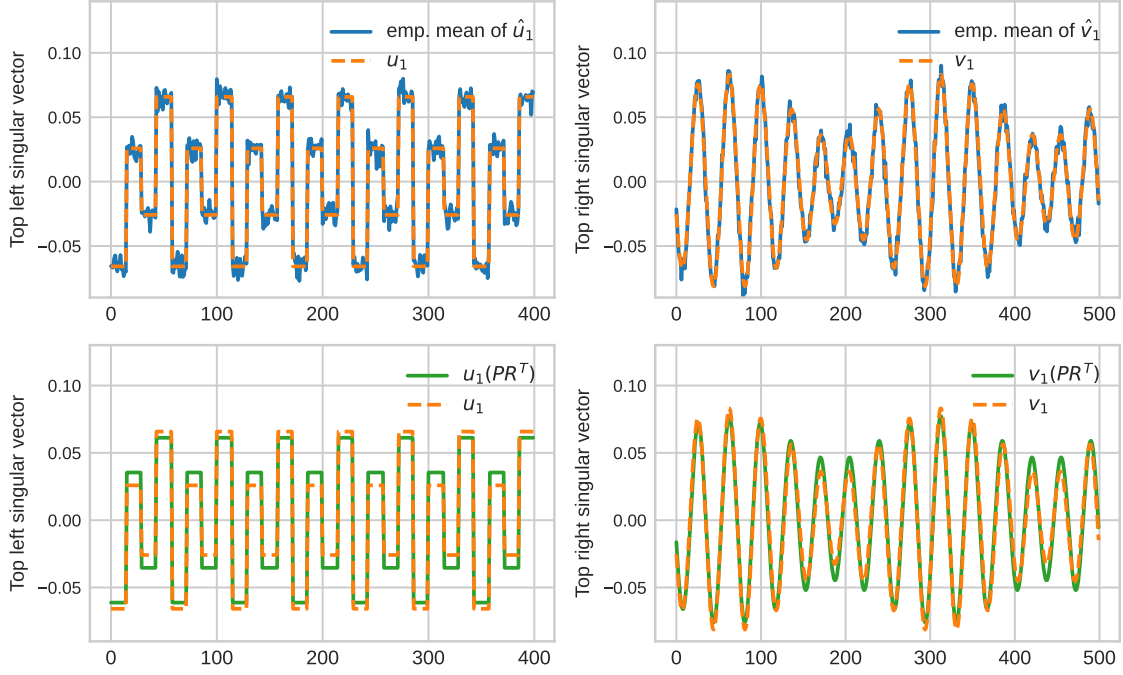 emp. mean of û₁
u₁
Top left singular vector
0.10
0.05
0.00
−0.05
0 100 200 300 400
emp. mean of v̂₁
v₁
Top right singular vector
0.10
0.05
0.00
−0.05
0 100 200 300 400 500
u₁(PRᵀ)
u₁
Top left singular vector
0.10
0.05
0.00
−0.05
0 100 200 300 400
v₁(PRᵀ)
v₁
Top right singular vector
0.10
0.05
0.00
−0.05
0 100 200 300 400 500